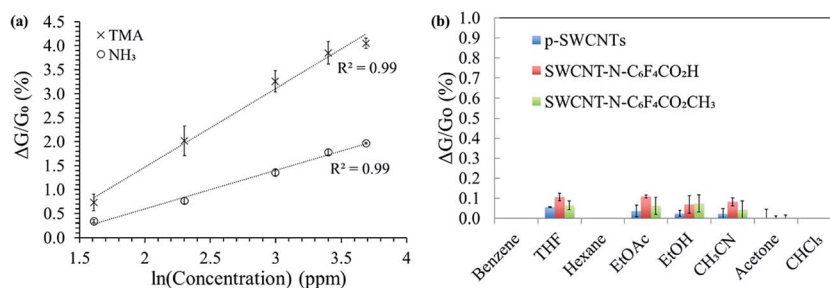 (a)
× TMA
○ NH₃
R² = 0.99
R² = 0.99
ΔG/G₀ (%)
4.5
4.0
3.5
3.0
2.5
2.0
1.5
1.0
0.5
0.0
1.5 2 2.5 3 3.5 4
ln(Concentration) (ppm)
(b)
p-SWCNTs
SWCNT-N-C₆F₄CO₂H
SWCNT-N-C₆F₄CO₂CH₃
ΔG/Go (%)
1.0
0.9
0.8
0.7
0.6
0.5
0.4
0.3
0.2
0.1
0.0
Benzene
THF
Hexane
EtOAc
EtOH
CH₃CN
Acetone
CHCl₃